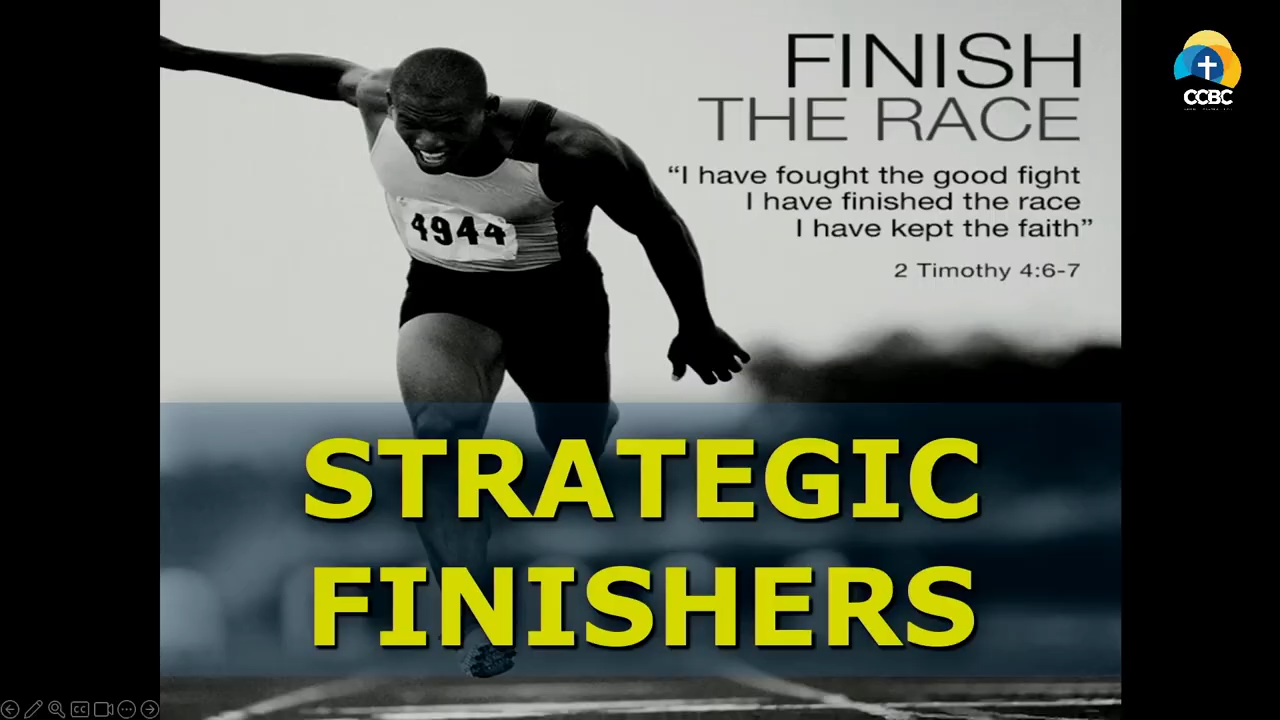 FINISH
THE RACE
“I have fought the good fight
I have finished the race
I have kept the faith”
2 Timothy 4:6-7
4944
STRATEGIC
FINISHERS
CCBC
CC